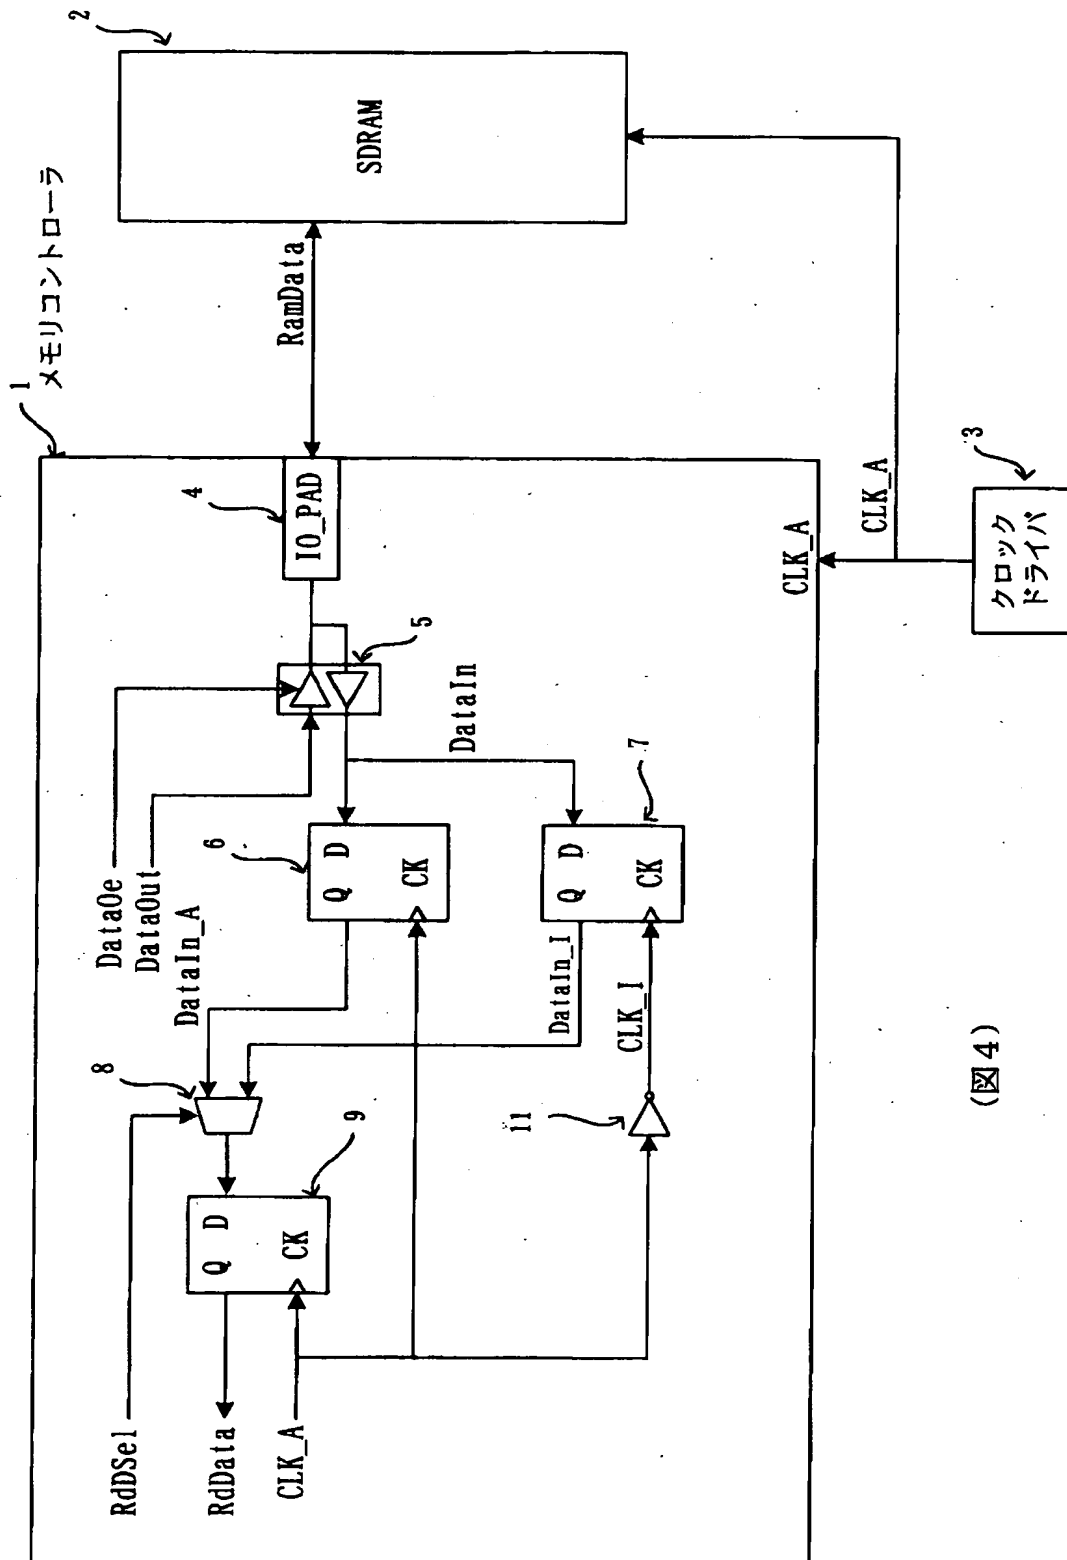 1
メモリコントローラ
2
SDRAM
RamData
4
IO_PAD
5
DataOe
DataOut
DataIn
DataIn_A
6
Q
D
CK
7
Q
D
CK
DataIn_I
CLK_I
8
9
Q
D
CK
11
RdDSel
RdData
CLK_A
CLK_A
CLK_A
3
クロック
ドライバ
(図4)